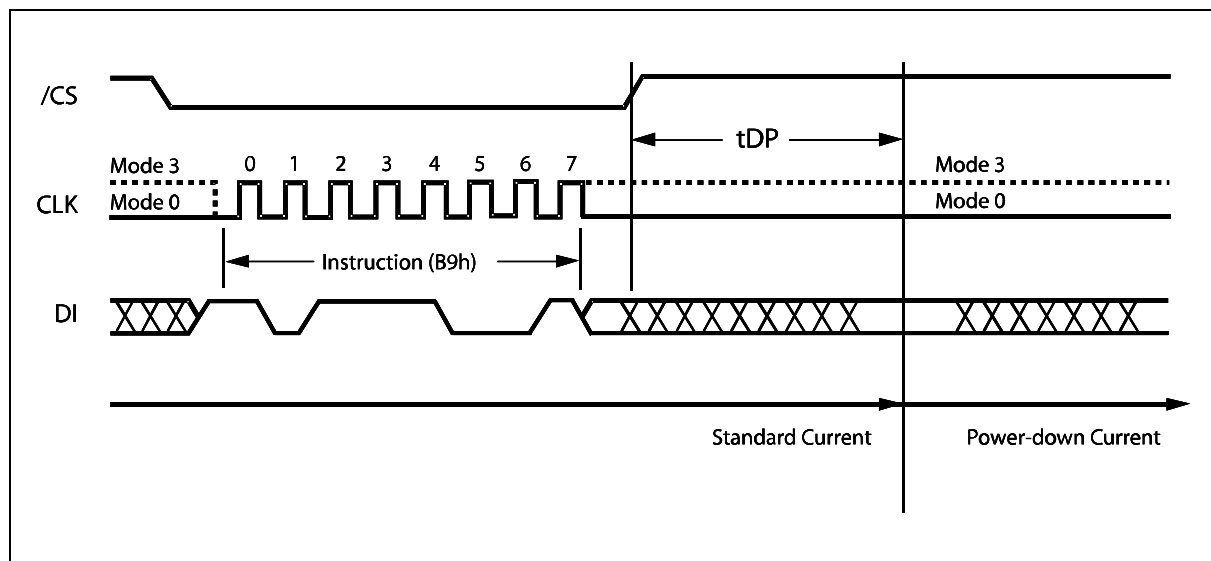 /CS
tDP
Mode 3
0 1 2 3 4 5 6 7
Mode 3
CLK
Mode 0
Mode 0
Instruction (B9h)
DI
Standard Current
Power-down Current